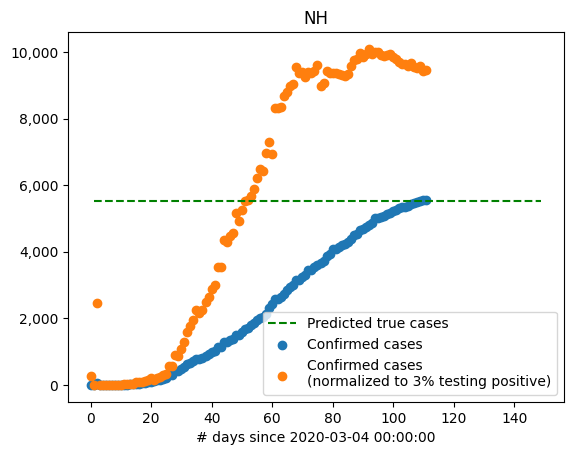 NH
10,000
8,000
6,000
4,000
2,000
0
0 20 40 60 80 100 120 140
# days since 2020-03-04 00:00:00
Predicted true cases
Confirmed cases
Confirmed cases
(normalized to 3% testing positive)